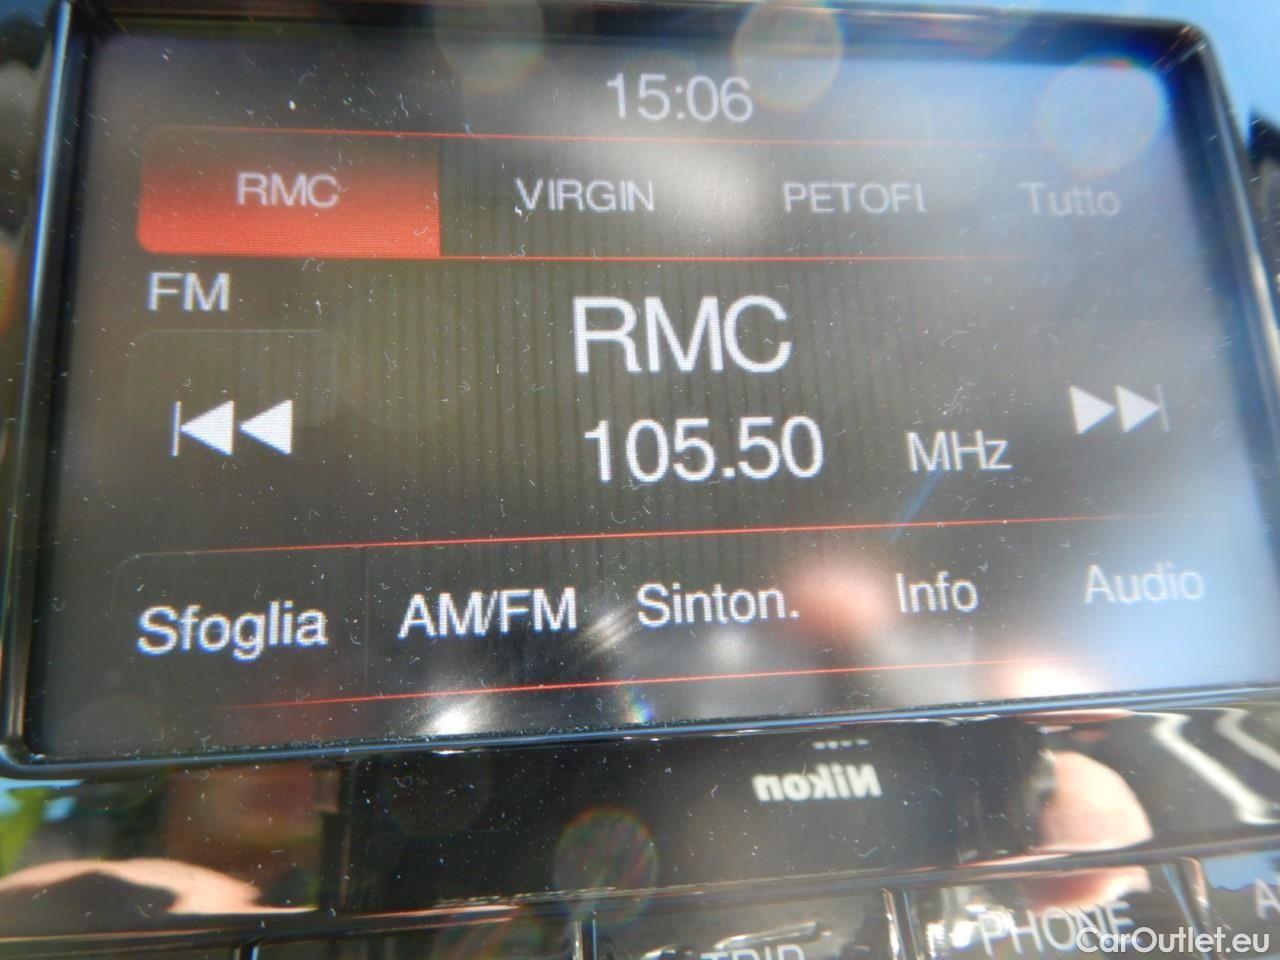 15:06
RMC VIRGIN PETOFI Tutto
FM
RMC
105.50 MHz
Sfoglia AM/FM Sinton. Info Audio
Nikon
TRIP PHONE
CarOutlet.eu